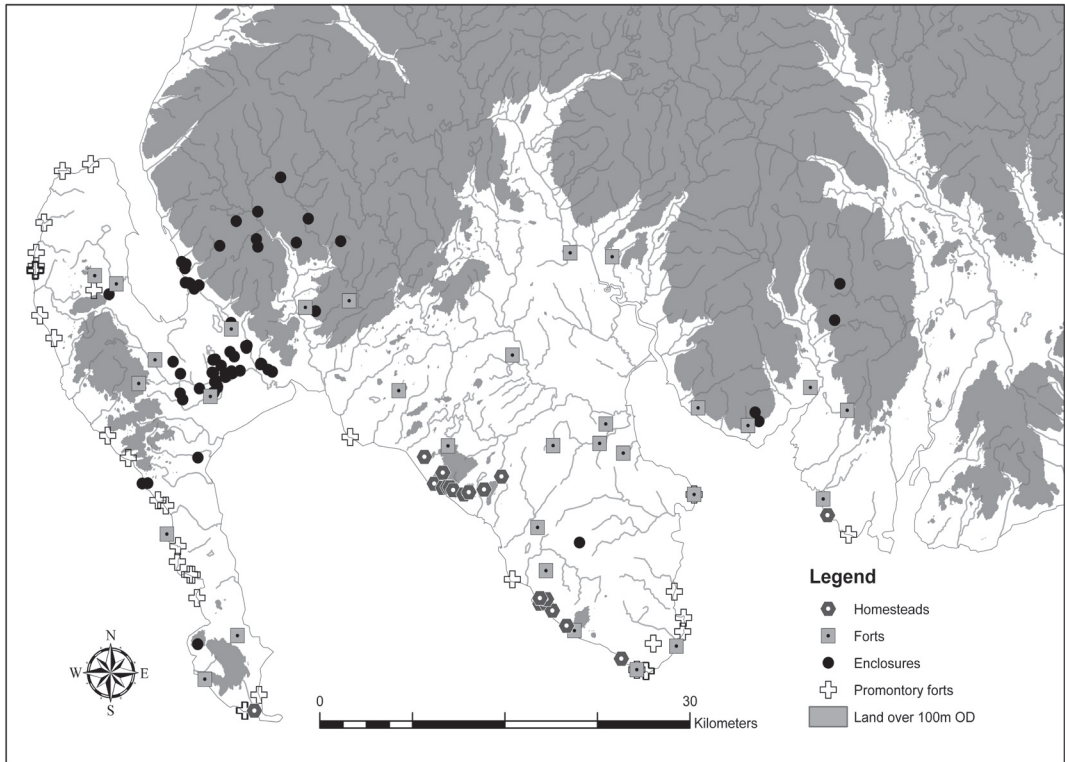 Legend
Homesteads
Forts
Enclosures
Promontory forts
Land over 100m OD
N
W E
S
0 30
Kilometers